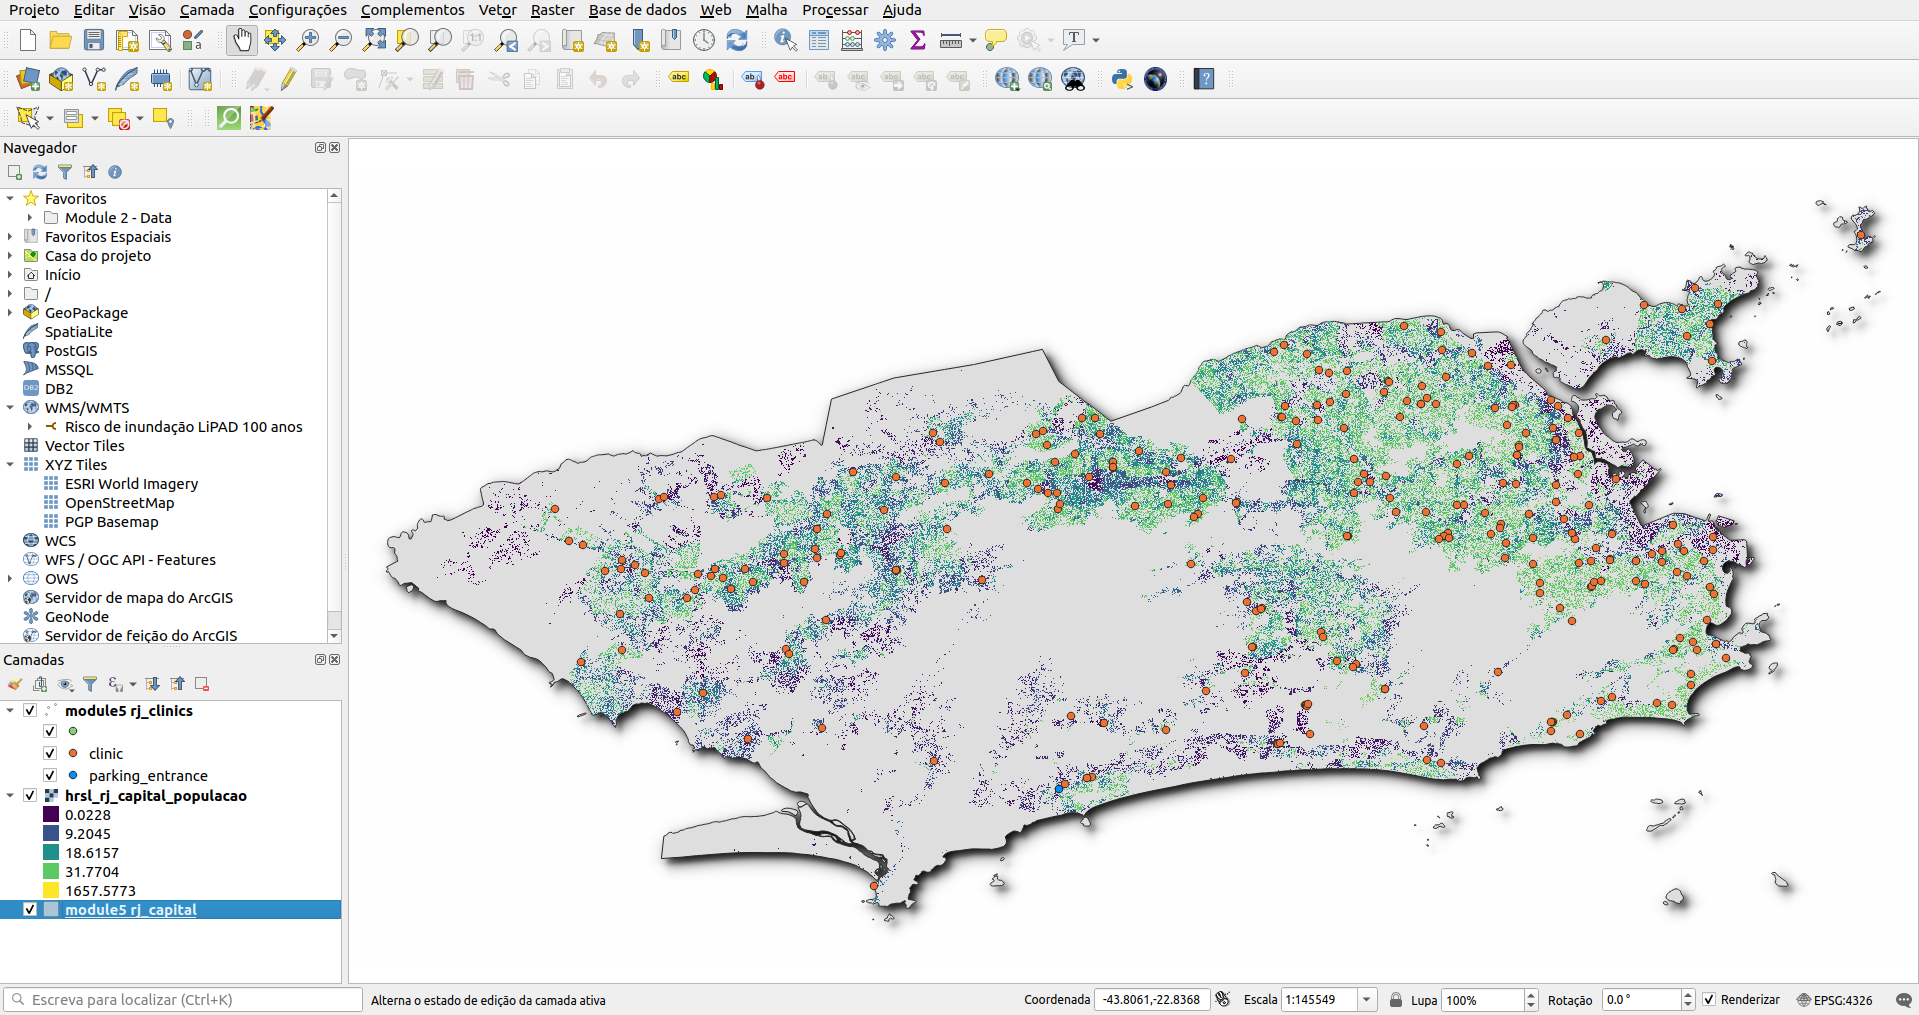 Projeto Editar Visão Camada Configurações Complementos Vetor Raster Base de dados Web Malha Processar Ajuda
Navegador
Favoritos
Module 2 - Data
Favoritos Espaciais
Casa do projeto
Início
/
GeoPackage
SpatiaLite
PostGIS
MSSQL
DB2
WMS/WMTS
Risco de inundação LiPAD 100 anos
Vector Tiles
XYZ Tiles
ESRI World Imagery
OpenStreetMap
PGP Basemap
WCS
WFS / OGC API - Features
OWS
Servidor de mapa do ArcGIS
GeoNode
Servidor de feição do ArcGIS
Camadas
module5 rj_clinics
clinic
parking_entrance
hrsl_rj_capital_populacao
0.0228
9.2045
18.6157
31.7704
1657.5773
module5 rj_capital
Escreva para localizar (Ctrl+K) Alterna o estado de edição da camada ativa Coordenada -43.8061,-22.8368 Escala 1:145549 Lupa 100% Rotação 0.0 ° Renderizar EPSG:4326